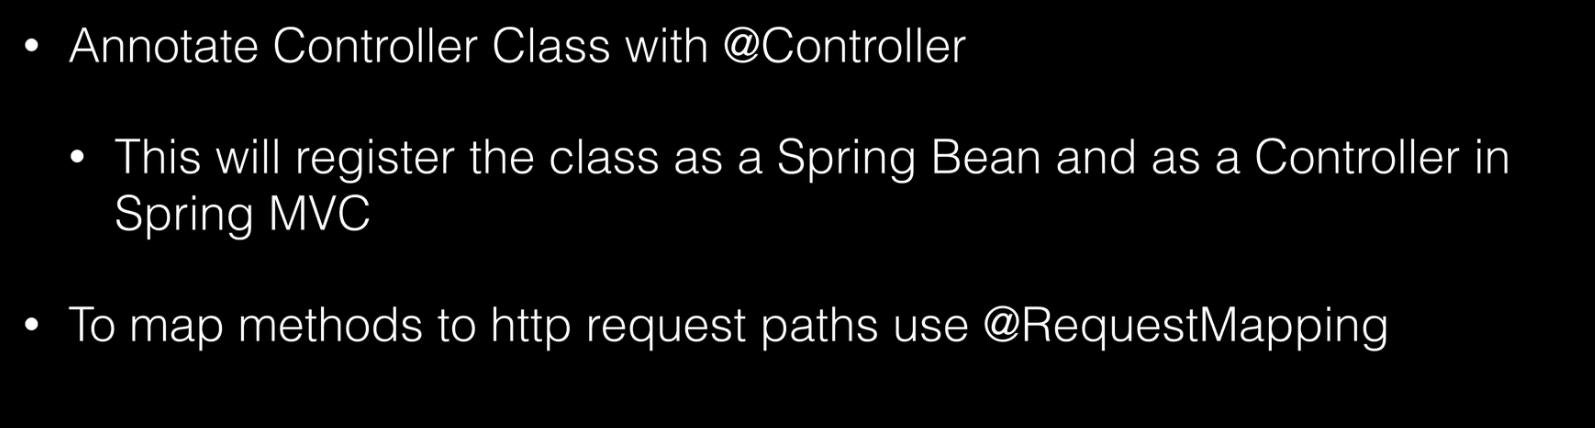 • Annotate Controller Class with @Controller
• This will register the class as a Spring Bean and as a Controller in
Spring MVC
• To map methods to http request paths use @RequestMapping